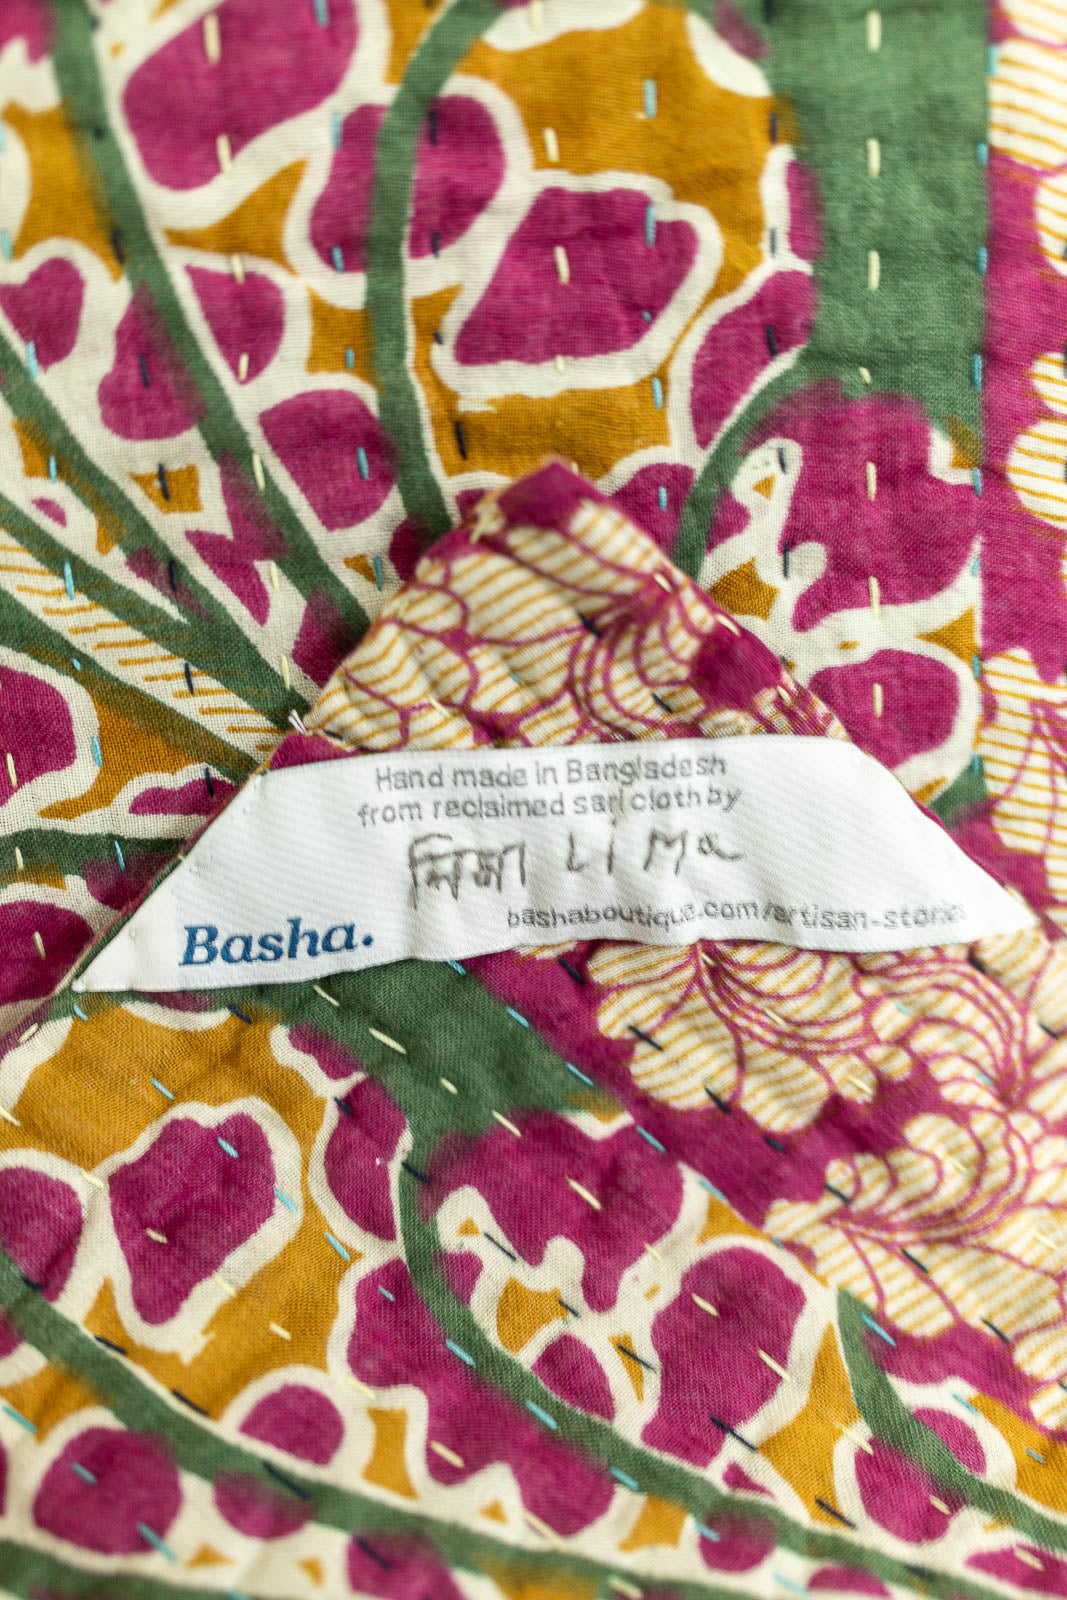 Hand made in Bangladesh
from reclaimed sari cloth by
লিমা LiMa
bashaboutique.com/artisan-stories
Basha.